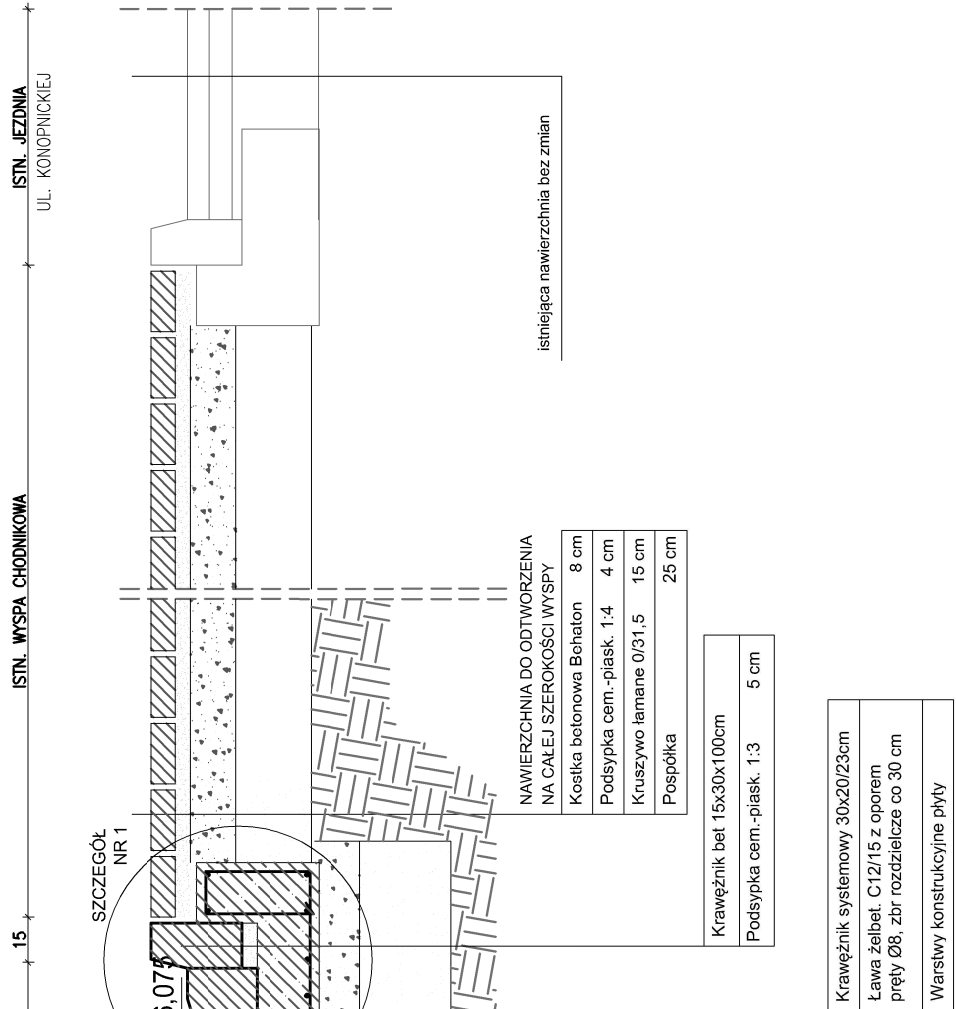 ISTN. JEZDNIA
UL. KONOPNICKIEJ
ISTN. WYSPA CHODNIKOWA
15
SZCZEGÓŁ
NR 1
istniejąca nawierzchnia bez zmian
NAWIERZCHNIA DO ODTWORZENIA
NA CAŁEJ SZEROKOŚCI WYSPY
Kostka botonowa Behaton 8 cm
Podsypka cem.-piask. 1:4 4 cm
Kruszywo łamane 0/31,5 15 cm
Pospółka 25 cm
Krawężnik bet 15x30x100cm
Podsypka cem.-piask. 1:3 5 cm
Krawężnik systemowy 30x20/23cm
Ława żelbet. C12/15 z oporem
pręty Ø8, zbr rozdzielcze co 30 cm
Warstwy konstrukcyjne płyty